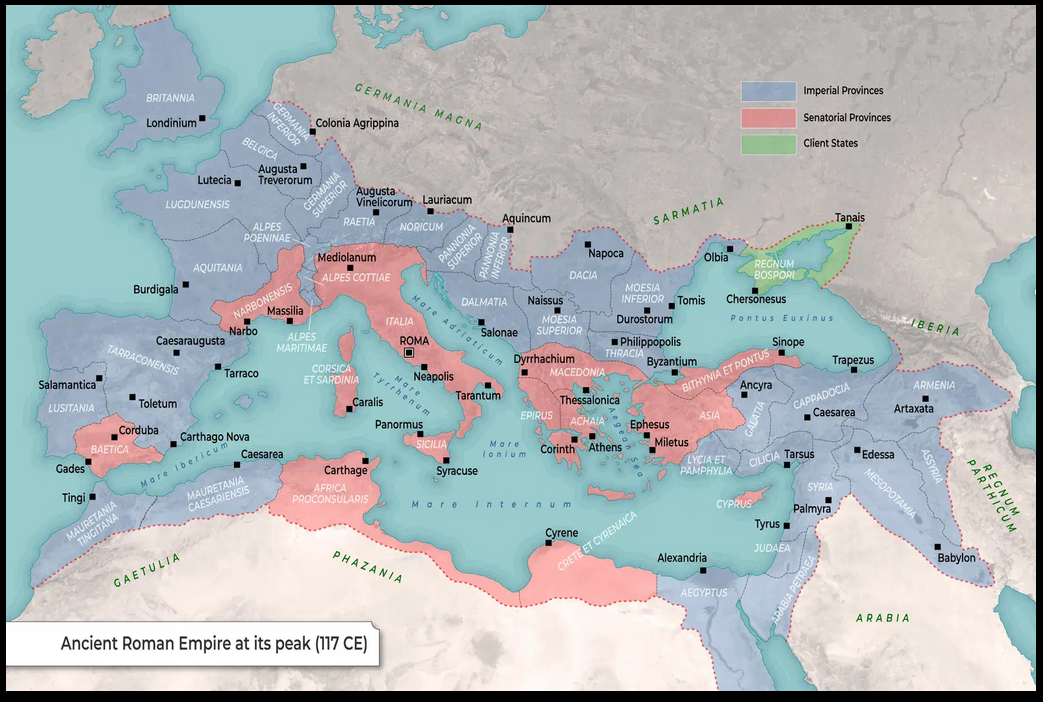 BRITANNIA
Londinium
GERMANIA
INFERIOR
Colonia Agrippina
GERMANIA MAGNA
Imperial Provinces
Senatorial Provinces
Client States
BELGICA
Augusta
Treverorum
Lutecia
LUGDUNENSIS
GERMANIA
SUPERIOR
Augusta
Vinelicorum
Lauriacum
RAETIA
NORICUM
Aquincum
SARMATIA
Tanais
ALPES
POENINAE
PANNONIA
SUPERIOR
PANNONIA
INFERIOR
Napoca
Olbia
REGNUM
BOSPORI
Mediolanum
ALPES COTTIAE
AQUITANIA
DACIA
Burdigala
NARBONENSIS
Massilia
Mare Adriaticum
DALMATIA
Naissus
MOESIA
SUPERIOR
MOESIA
INFERIOR
Tomis
Durostorum
Chersonesus
Pontus Euxinus
IBERIA
Narbo
ALPES
MARITIMAE
ITALIA
Salonae
Caesaraugusta
ROMA
Philippopolis
THRACIA
Byzantium
Sinope
TARRACONENSIS
Dyrrhachium
MACEDONIA
BITHYNIA ET PONTUS
Trapezus
CORSICA
ET SARDINIA
Mare
Tyrrhenum
Neapolis
Salamantica
Tarraco
Thessalonica
Ancyra
CAPPADOCIA
ARMENIA
Toletum
Tarantum
LUSITANIA
Caralis
EPIRUS
ACHAIA
Aegean Sea
ASIA
GALATIA
Caesarea
Artaxata
Corduba
BAETICA
Carthago Nova
Panormus
SICILIA
Mare
Ionium
Corinth
Athens
Ephesus
Miletus
Gades
Mare Ibericum
Caesarea
Carthage
Syracuse
LYCIA ET
PAMPHYLIA
CILICIA
Tarsus
Edessa
ASSYRIA
REGNUM
PARTHICUM
Tingi
MAURETANIA
TINGITANA
MAURETANIA
CAESARIENSIS
AFRICA
PROCONSULARIS
Mare Internum
CYPRUS
SYRIA
Palmyra
MESOPOTAMIA
Tyrus
Cyrene
CRETE ET CYRENAICA
JUDAEA
Babylon
GAETULIA
PHAZANIA
Alexandria
AEGYPTUS
ARABIA PETRAEA
ARABIA
Ancient Roman Empire at its peak (117 CE)